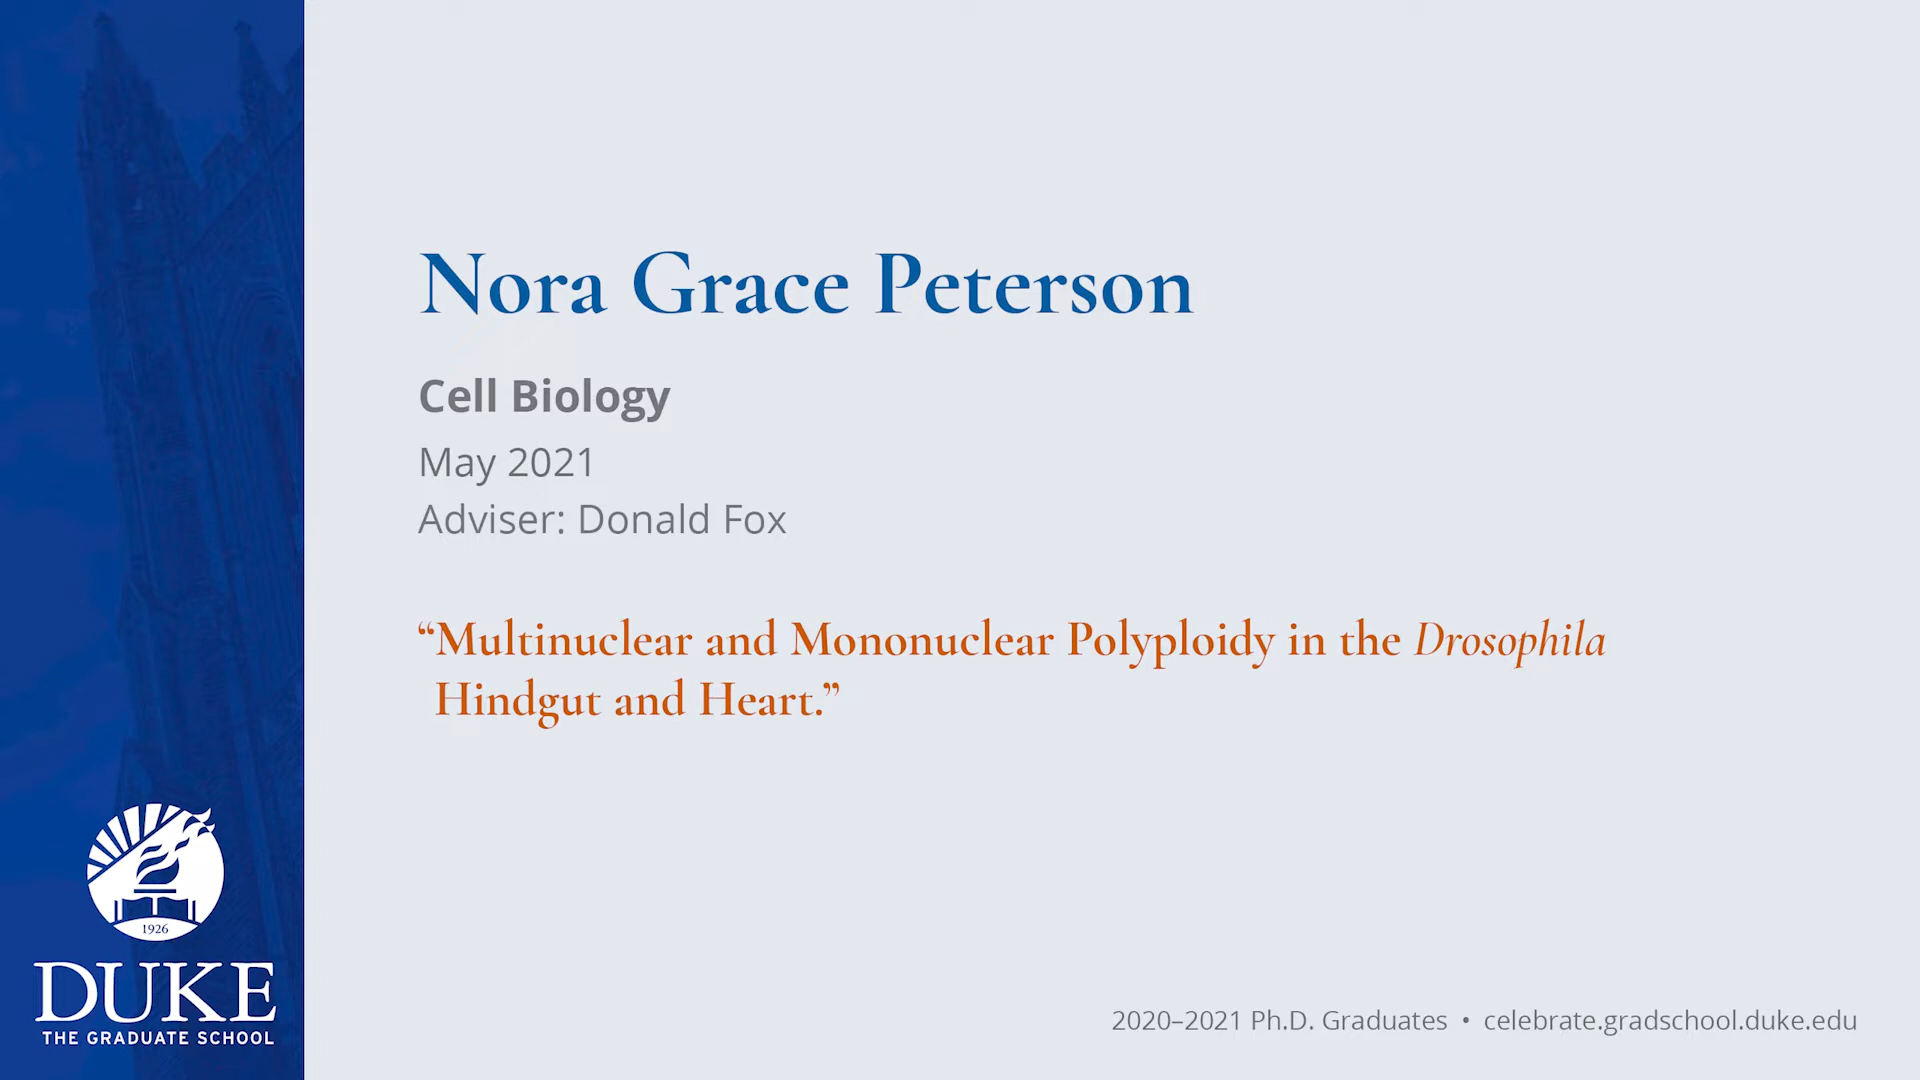 Nora Grace Peterson
Cell Biology
May 2021
Adviser: Donald Fox
“Multinuclear and Mononuclear Polyploidy in the Drosophila
Hindgut and Heart.”
1926
DUKE
THE GRADUATE SCHOOL
2020–2021 Ph.D. Graduates • celebrate.gradschool.duke.edu